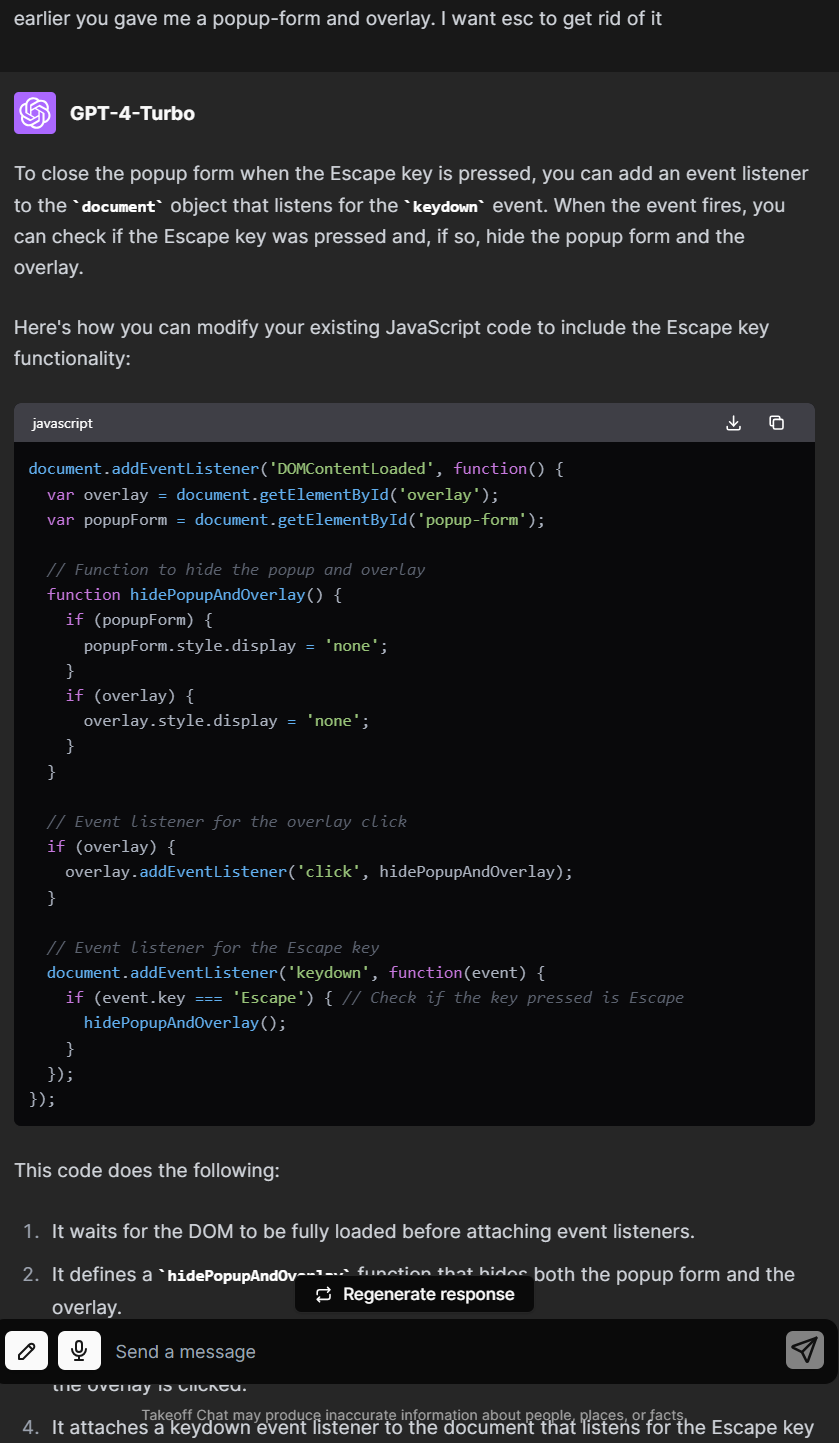 earlier you gave me a popup-form and overlay. I want esc to get rid of it
GPT-4-Turbo
To close the popup form when the Escape key is pressed, you can add an event listener
to the `document` object that listens for the `keydown` event. When the event fires, you
can check if the Escape key was pressed and, if so, hide the popup form and the
overlay.
Here's how you can modify your existing JavaScript code to include the Escape key
functionality:
javascript
document.addEventListener('DOMContentLoaded', function() {
  var overlay = document.getElementById('overlay');
  var popupForm = document.getElementById('popup-form');

  // Function to hide the popup and overlay
  function hidePopupAndOverlay() {
    if (popupForm) {
      popupForm.style.display = 'none';
    }
    if (overlay) {
      overlay.style.display = 'none';
    }
  }

  // Event listener for the overlay click
  if (overlay) {
    overlay.addEventListener('click', hidePopupAndOverlay);
  }

  // Event listener for the Escape key
  document.addEventListener('keydown', function(event) {
    if (event.key === 'Escape') { // Check if the key pressed is Escape
      hidePopupAndOverlay();
    }
  });
});
This code does the following:
1. It waits for the DOM to be fully loaded before attaching event listeners.
2. It defines a `hidePopupAndOverlay` function that hides both the popup form and the
overlay.
Regenerate response
Send a message
the overlay is clicked.
Takeoff Chat may produce inaccurate information about people, places, or facts.
4. It attaches a keydown event listener to the document that listens for the Escape key